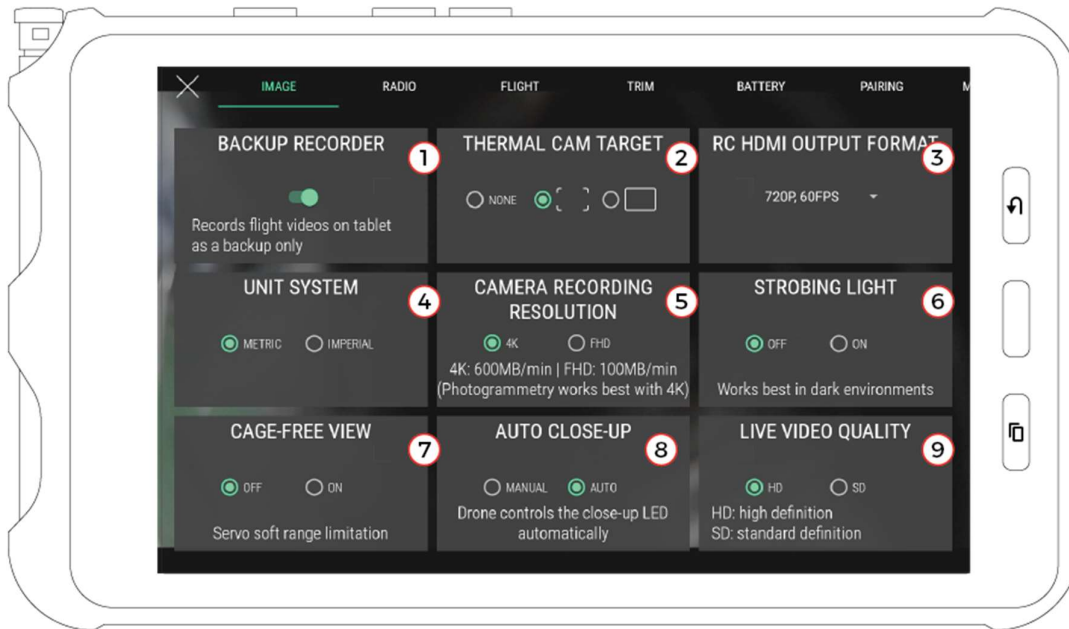 IMAGE RADIO FLIGHT TRIM BATTERY PAIRING M
BACKUP RECORDER
1
Records flight videos on tablet
as a backup only
THERMAL CAM TARGET
2
NONE
RC HDMI OUTPUT FORMAT
3
720P, 60FPS
UNIT SYSTEM
4
METRIC IMPERIAL
CAMERA RECORDING
RESOLUTION
5
4K FHD
4K: 600MB/min | FHD: 100MB/min
(Photogrammetry works best with 4K)
STROBING LIGHT
6
OFF ON
Works best in dark environments
CAGE-FREE VIEW
7
OFF ON
Servo soft range limitation
AUTO CLOSE-UP
8
MANUAL AUTO
Drone controls the close-up LED
automatically
LIVE VIDEO QUALITY
9
HD SD
HD: high definition
SD: standard definition